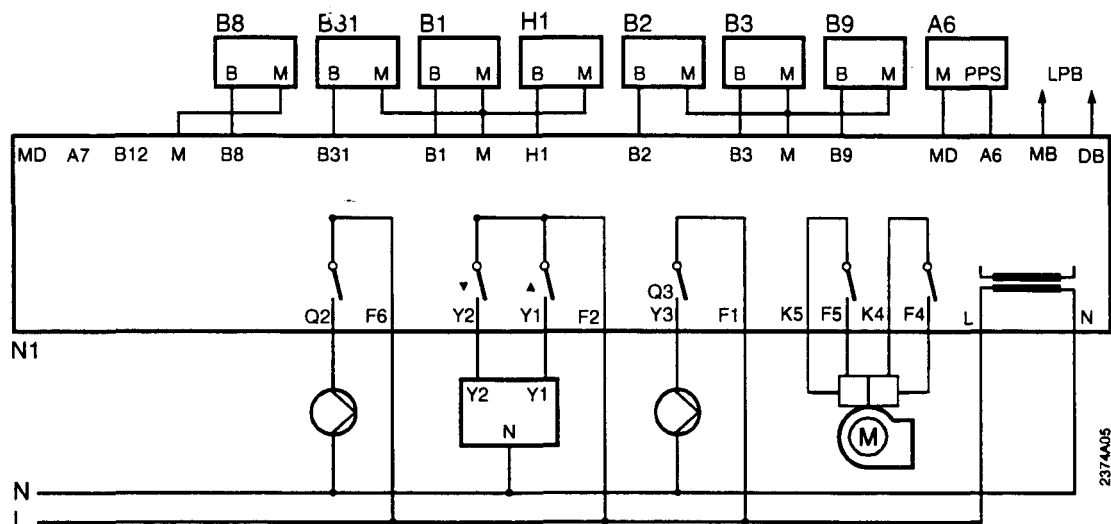 B8 B31 B1 H1 B2 B3 B9 A6
B M B M B M B M B M B M B M M PPS LPB
MD A7 B12 M B8 B31 B1 M H1 B2 B3 M B9 MD A6 MB DB
Q3
Q2 F6 Y2 Y1 F2 Y3 F1 K5 F5 K4 F4 L N
N1
Y2 Y1
N
M
2374A05
N
L